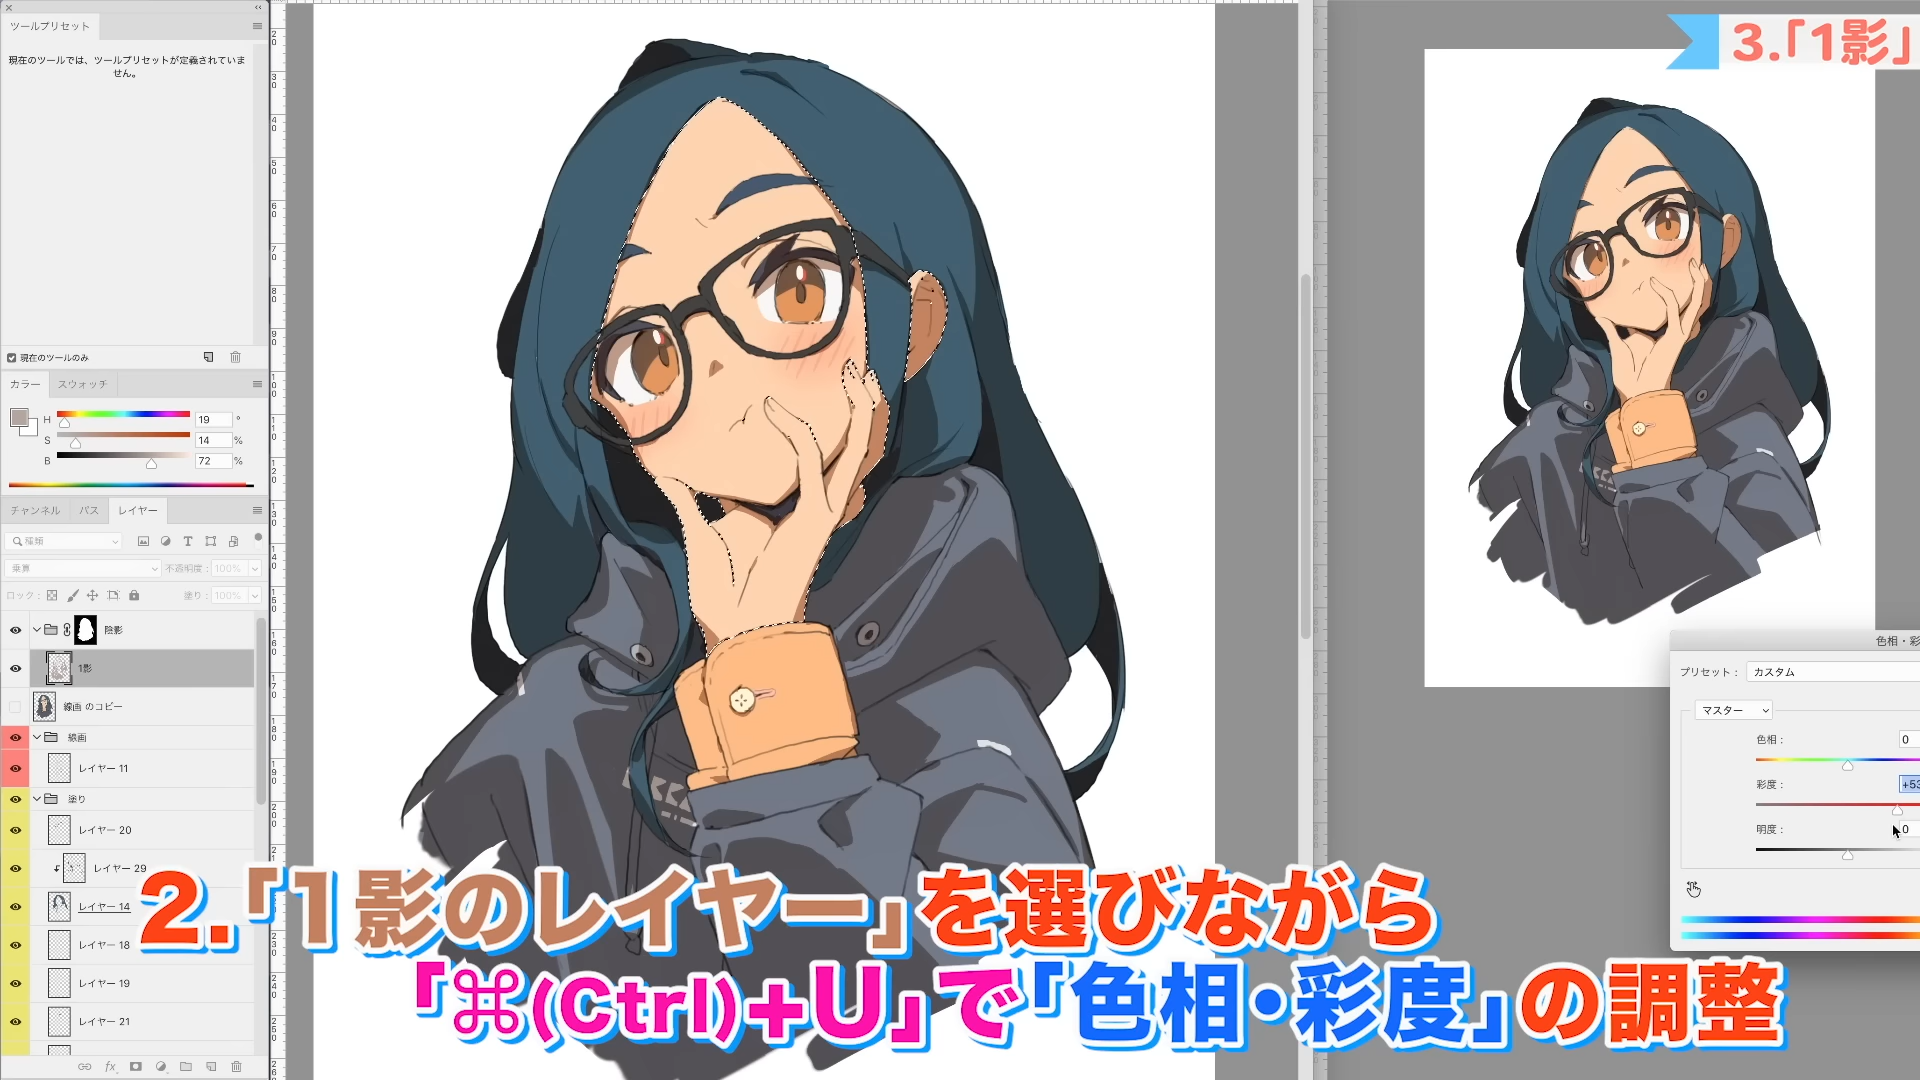 ツールプリセット
現在のツールでは、ツールプリセットが定義されていま
せん。
現在のツールのみ
カラー
スウォッチ
H
19
°
S
14
%
B
72
%
チャンネル
パス
レイヤー
種類
乗算
不透明度：
100%
ロック：
塗り：
100%
陰影
1影
線画 のコピー
線画
レイヤー 11
塗り
レイヤー 20
レイヤー 29
レイヤー 14
レイヤー 18
レイヤー 19
レイヤー 21
fx
3.「1影」
色相・彩
プリセット：
カスタム
マスター
色相：
0
彩度：
+53
明度：
0
2.「1影のレイヤー」を選びながら
「⌘(Ctrl)+U」で「色相・彩度」の調整